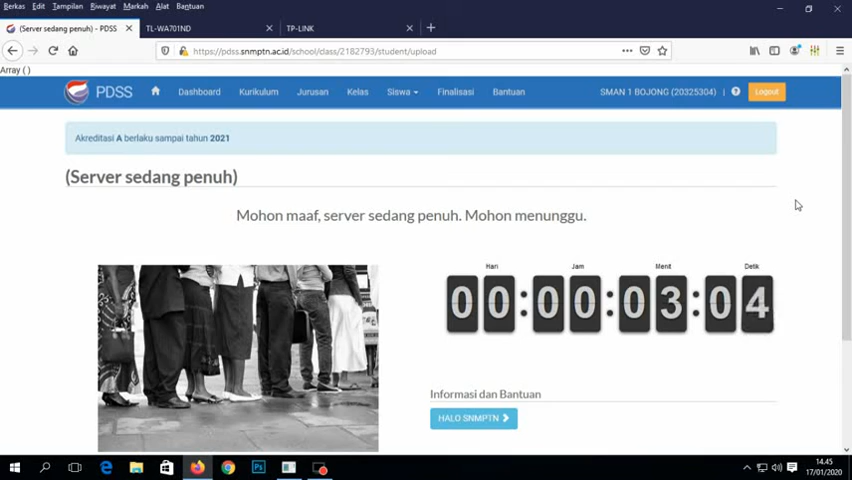 Berkas Edit Tampilan Riwayat Markah Alat Bantuan
(Server sedang penuh) - PDSS
TL-WA701ND
TP-LINK
https://pdss.snmptn.ac.id/school/class/2182793/student/upload
Array ( )
PDSS Dashboard Kurikulum Jurusan Kelas Siswa Finalisasi Bantuan SMAN 1 BOJONG (20325304) | Logout
Akreditasi A berlaku sampai tahun 2021
(Server sedang penuh)
Mohon maaf, server sedang penuh. Mohon menunggu.
Hari Jam Menit Detik
00:00:03:04
Informasi dan Bantuan
HALO SNMPTN
14.45
17/01/2020